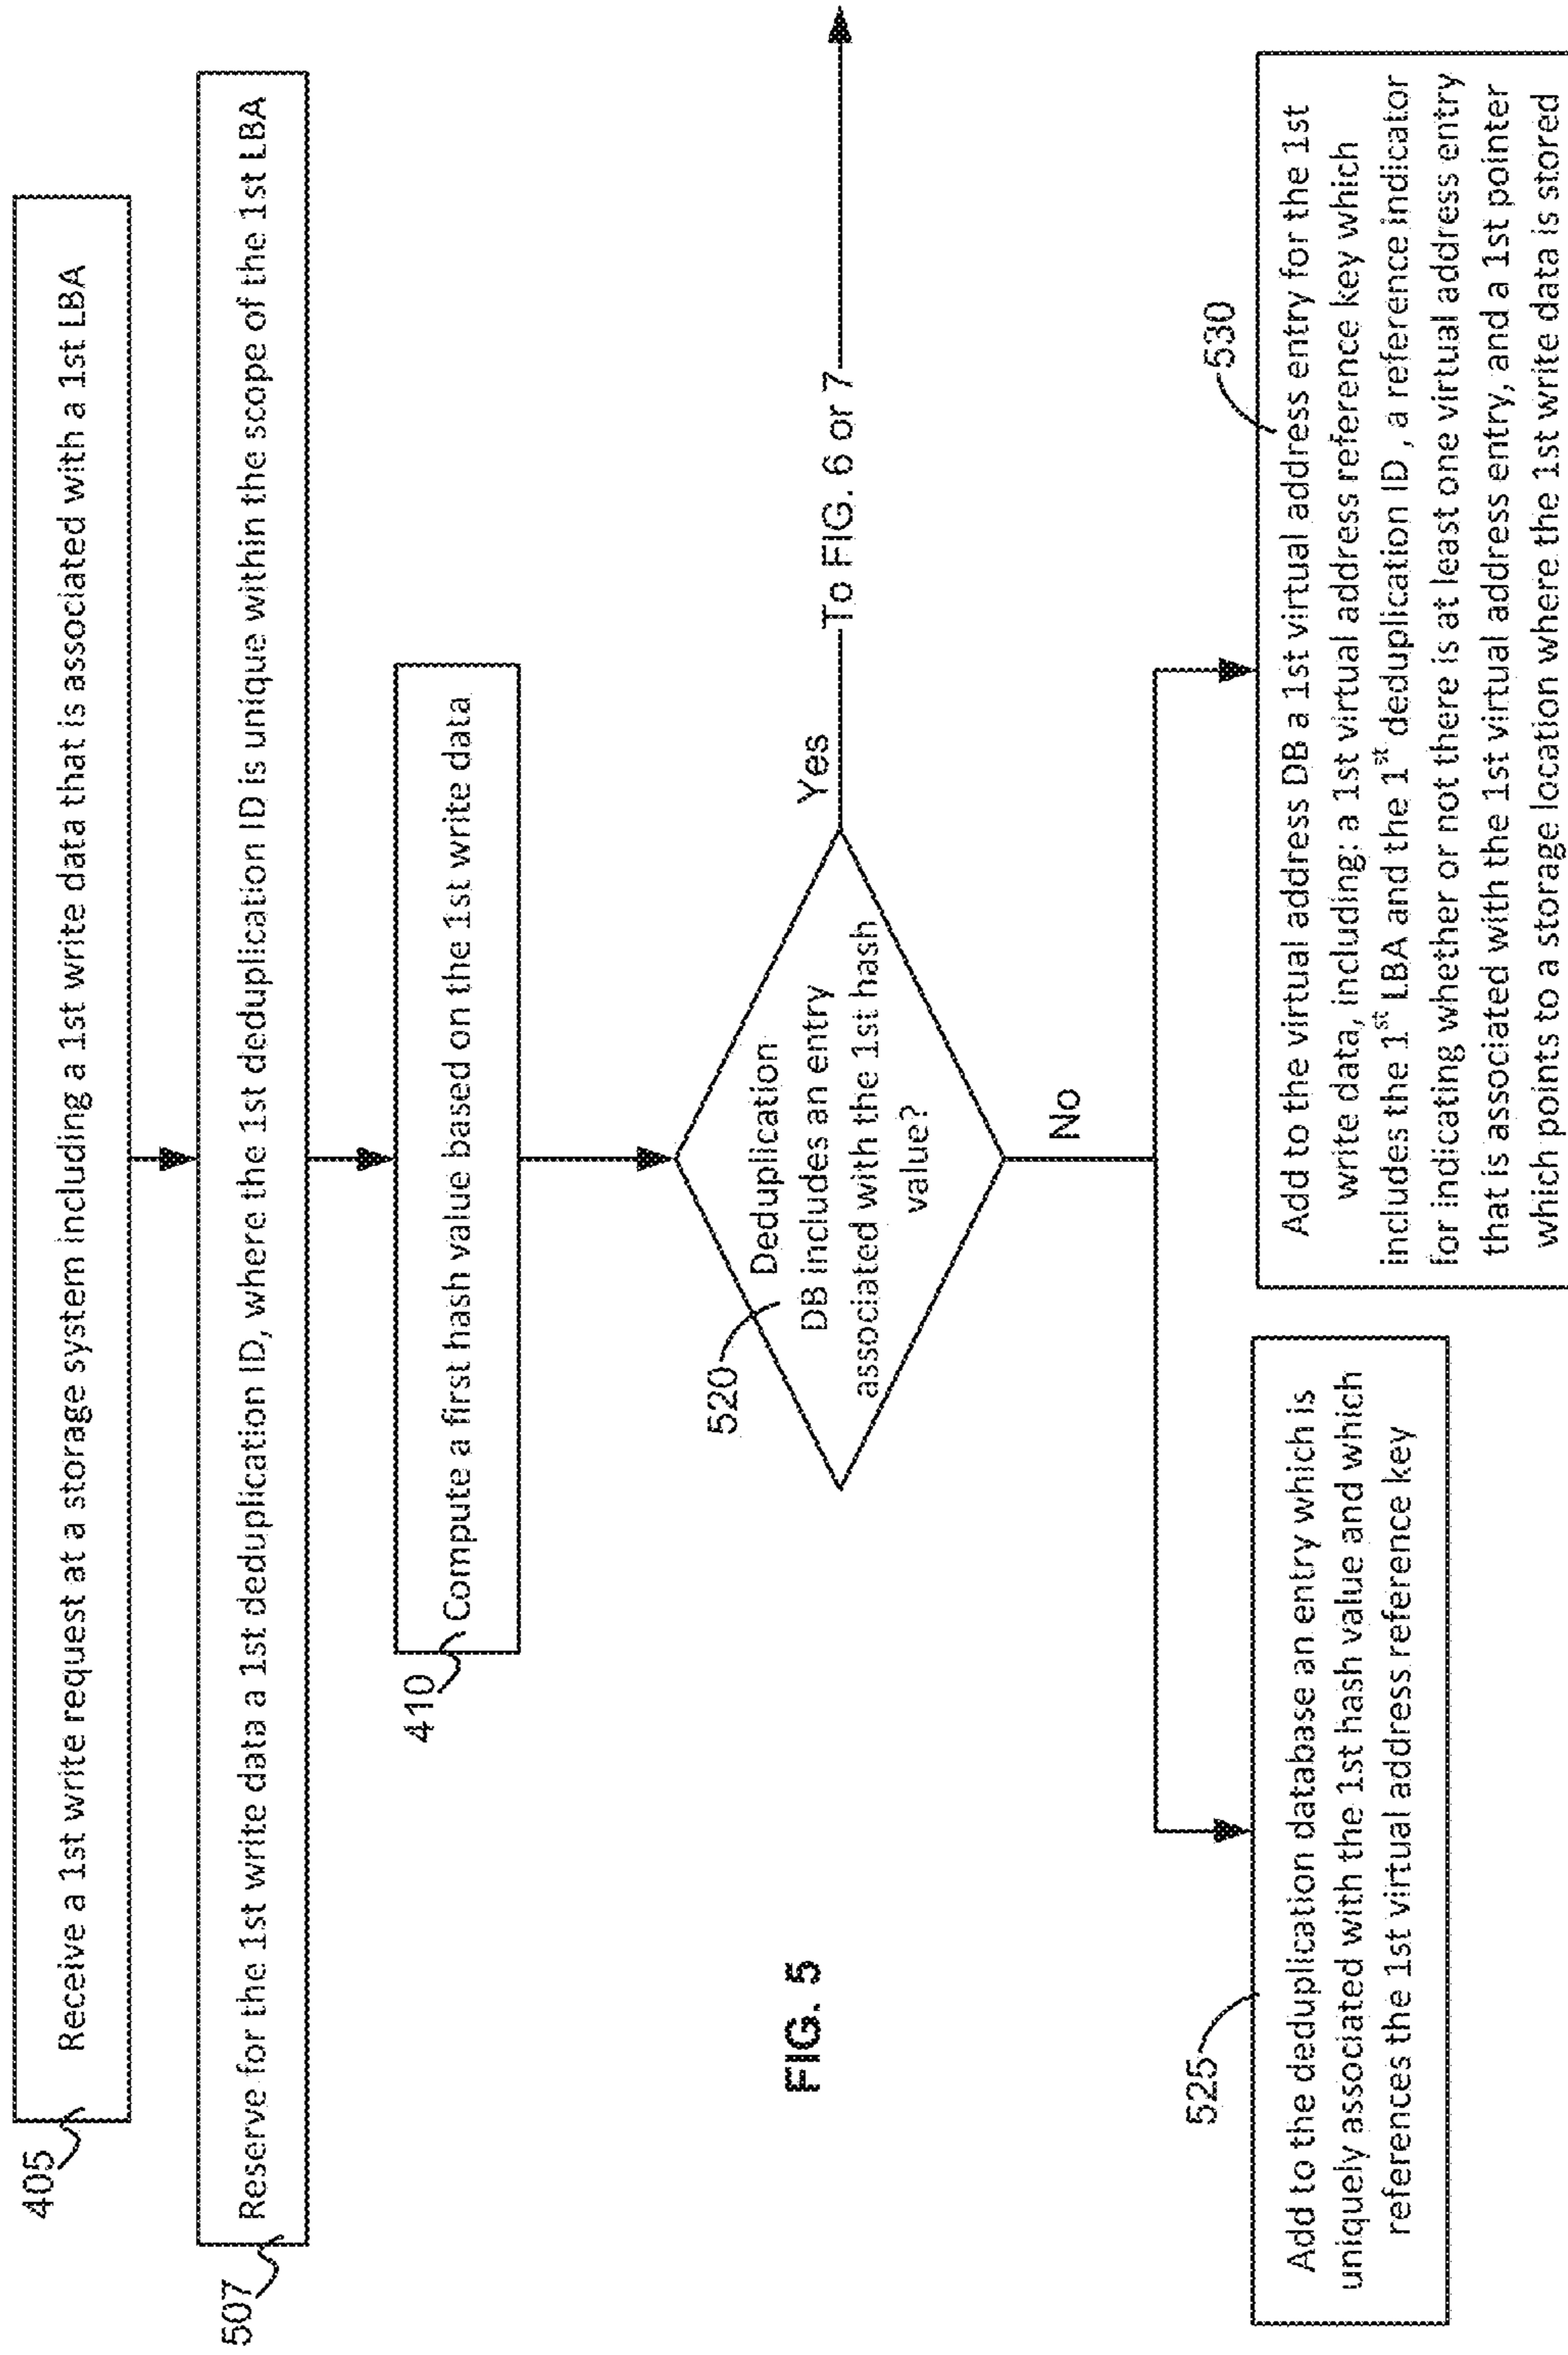 405
Receive a 1st write request at a storage system including a 1st write data that is associated with a 1st LBA
507
Reserve for the 1st write data a 1st deduplication ID, where the 1st deduplication ID is unique within the scope of the 1st LBA
410
Compute a first hash value based on the 1st write data
520
Deduplication
DB includes an entry
associated with the 1st hash
value?
Yes
To FIG. 6 or 7
No
FIG. 5
525
Add to the deduplication database an entry which is
uniquely associated with the 1st hash value and which
references the 1st virtual address reference key
530
Add to the virtual address DB a 1st virtual address entry for the 1st
write data, including: a 1st virtual address reference key which
includes the 1st LBA and the 1st deduplication ID , a reference indicator
for indicating whether or not there is at least one virtual address entry
that is associated with the 1st virtual address entry, and a 1st pointer
which points to a storage location where the 1st write data is stored